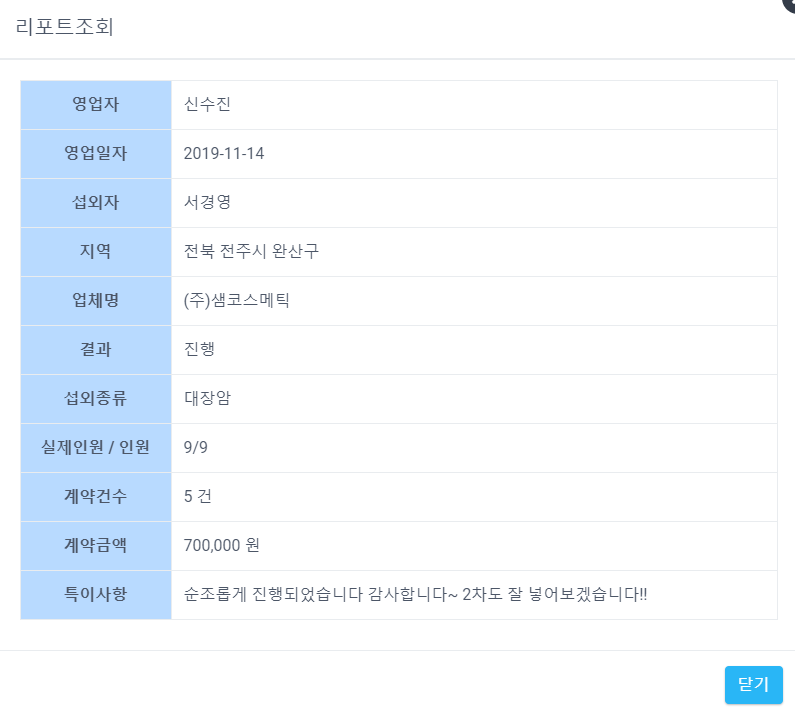 리포트조회
영업자 신수진
영업일자 2019-11-14
섭외자 서경영
지역 전북 전주시 완산구
업체명 (주)샘코스메틱
결과 진행
섭외종류 대장암
실제인원 / 인원 9/9
계약건수 5 건
계약금액 700,000 원
특이사항 순조롭게 진행되었습니다 감사합니다~ 2차도 잘 넣어보겠습니다!!
닫기